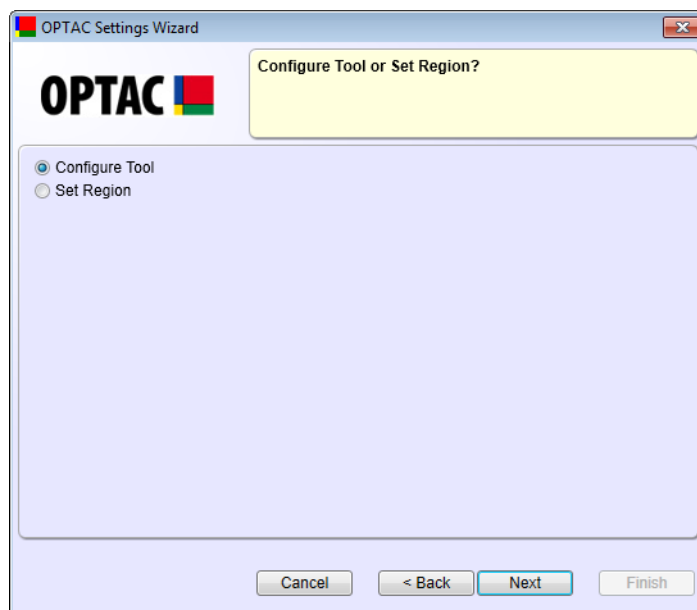 OPTAC Settings Wizard
OPTAC
Configure Tool or Set Region?
Configure Tool
Set Region
Cancel
< Back
Next
Finish